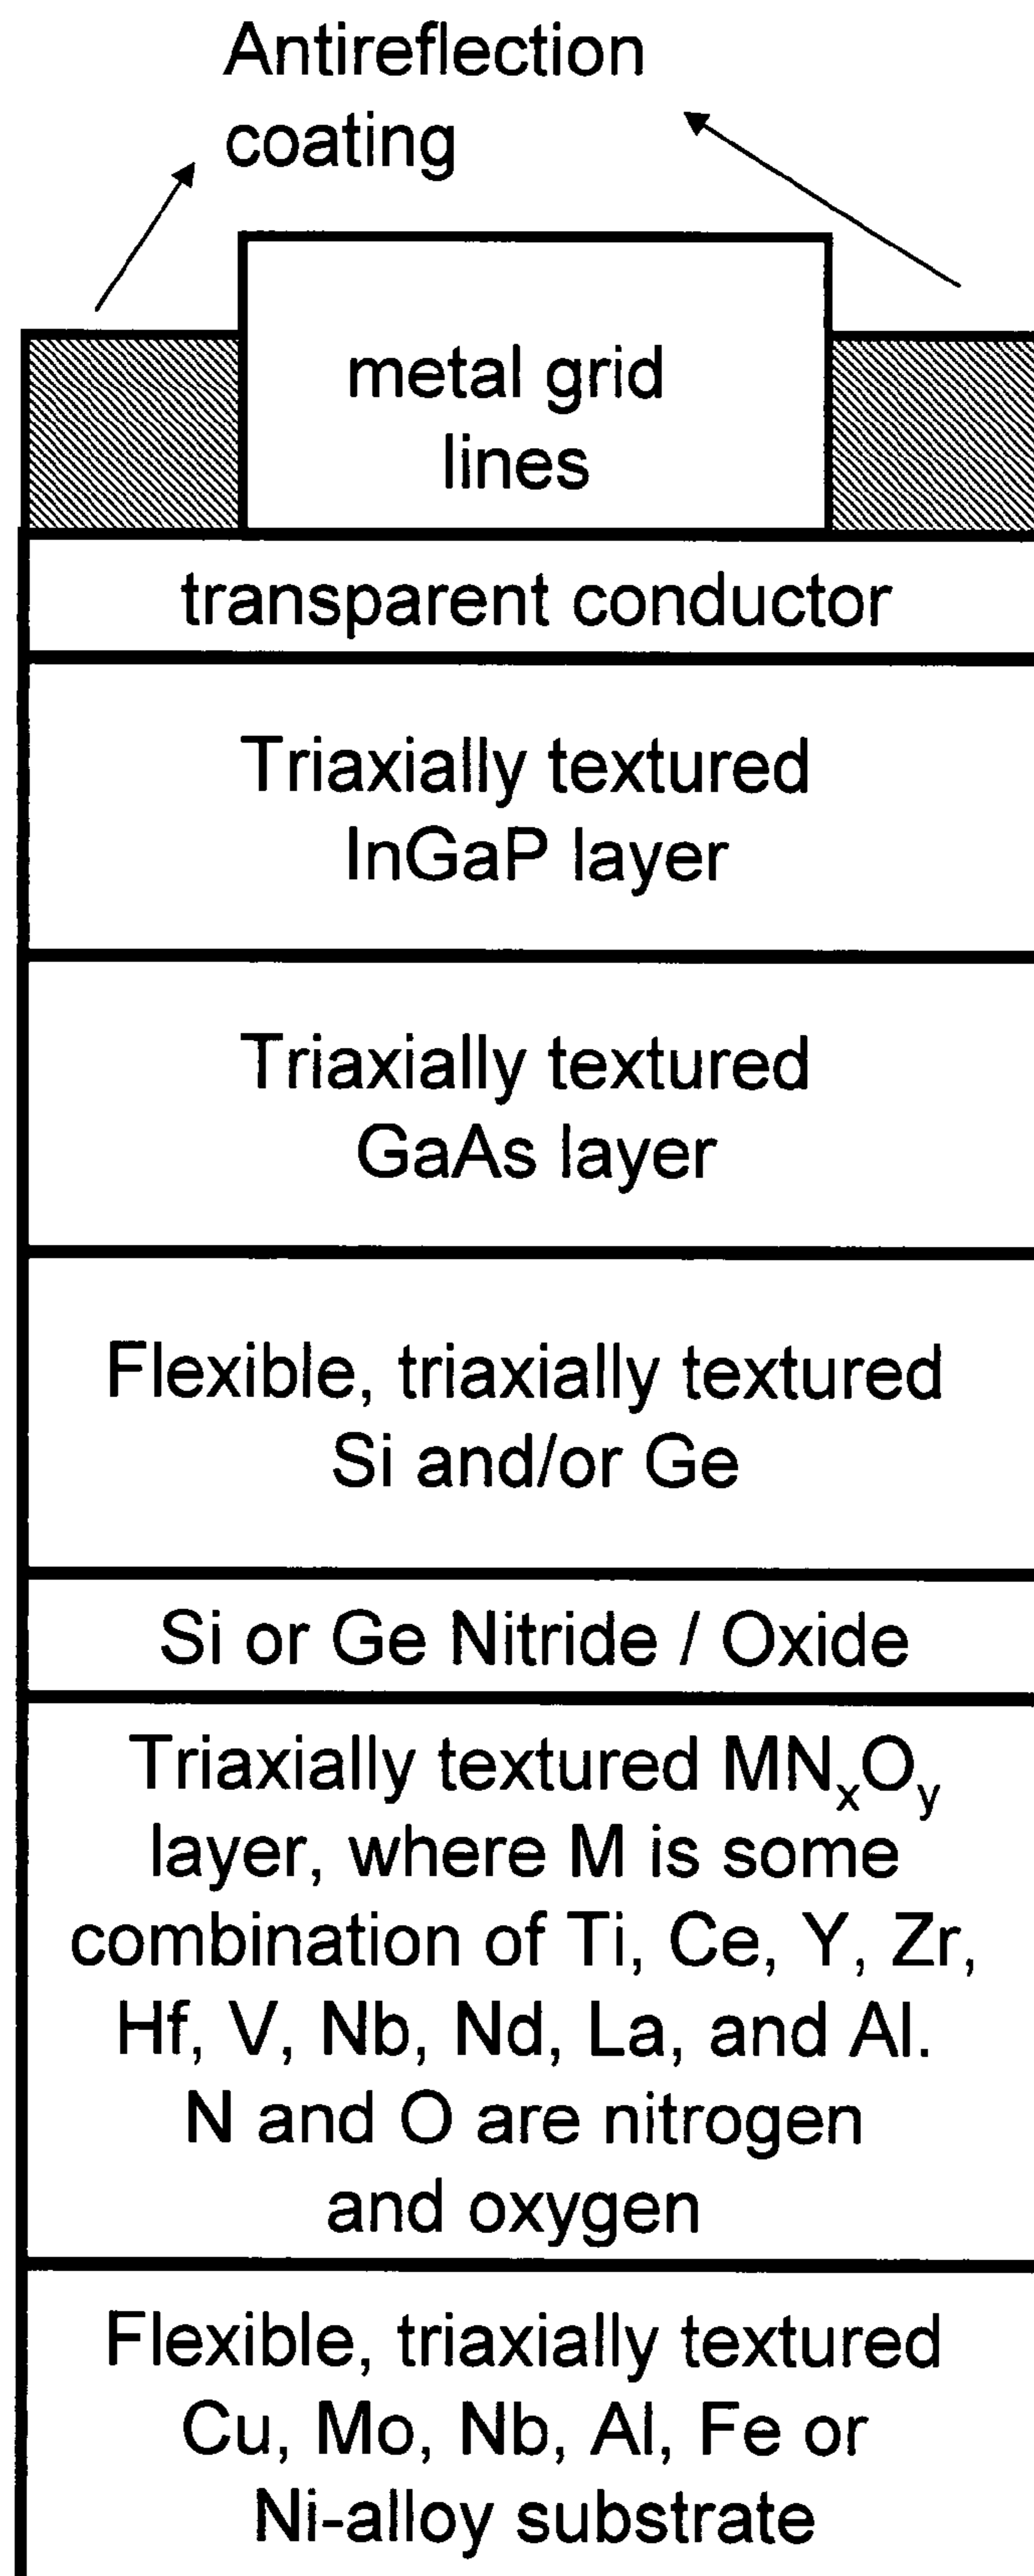 Antireflection
coating
metal grid
lines
transparent conductor
Triaxially textured
InGaP layer
Triaxially textured
GaAs layer
Flexible, triaxially textured
Si and/or Ge
Si or Ge Nitride / Oxide
Triaxially textured MNₓOᵧ
layer, where M is some
combination of Ti, Ce, Y, Zr,
Hf, V, Nb, Nd, La, and Al.
N and O are nitrogen
and oxygen
Flexible, triaxially textured
Cu, Mo, Nb, Al, Fe or
Ni-alloy substrate